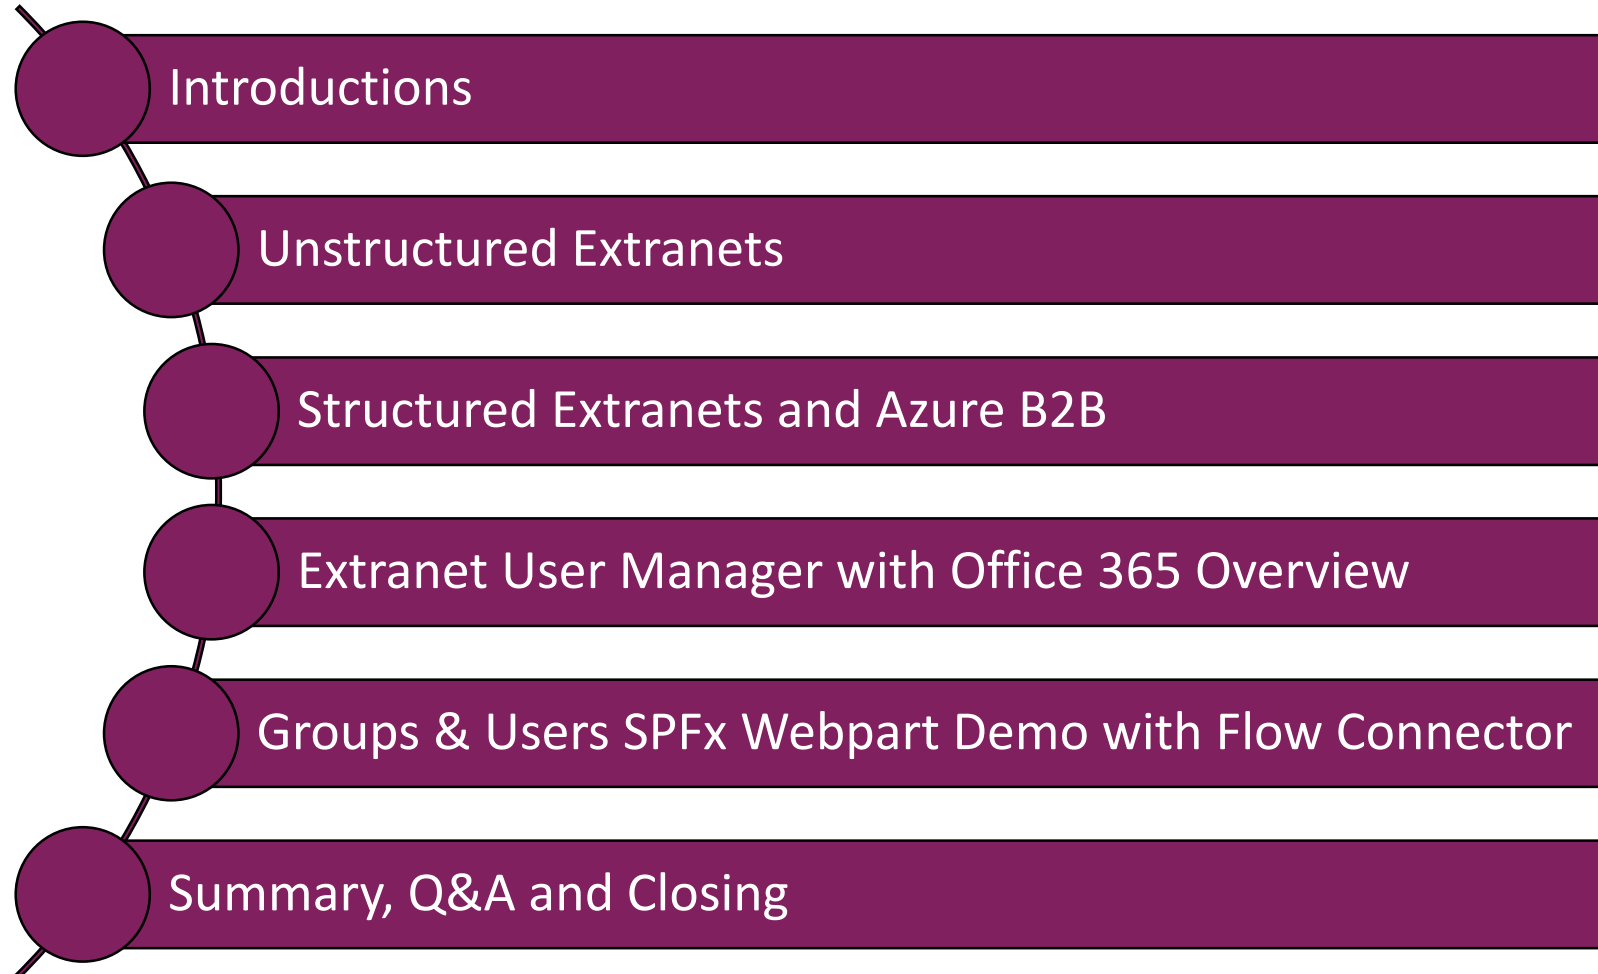 Introductions
Unstructured Extranets
Structured Extranets and Azure B2B
Extranet User Manager with Office 365 Overview
Groups & Users SPFx Webpart Demo with Flow Connector
Summary, Q&A and Closing